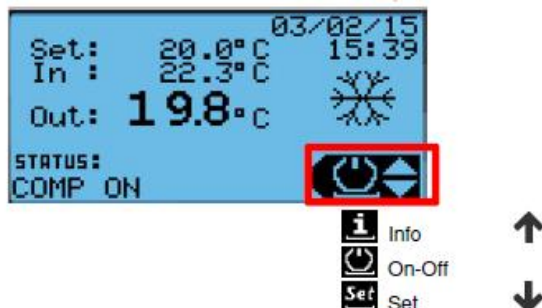 03/02/15
Set: 20.0°C 15:39
In : 22.3°C
Out: 19.8°C
STATUS:
COMP ON
i Info
On-Off
Set Set